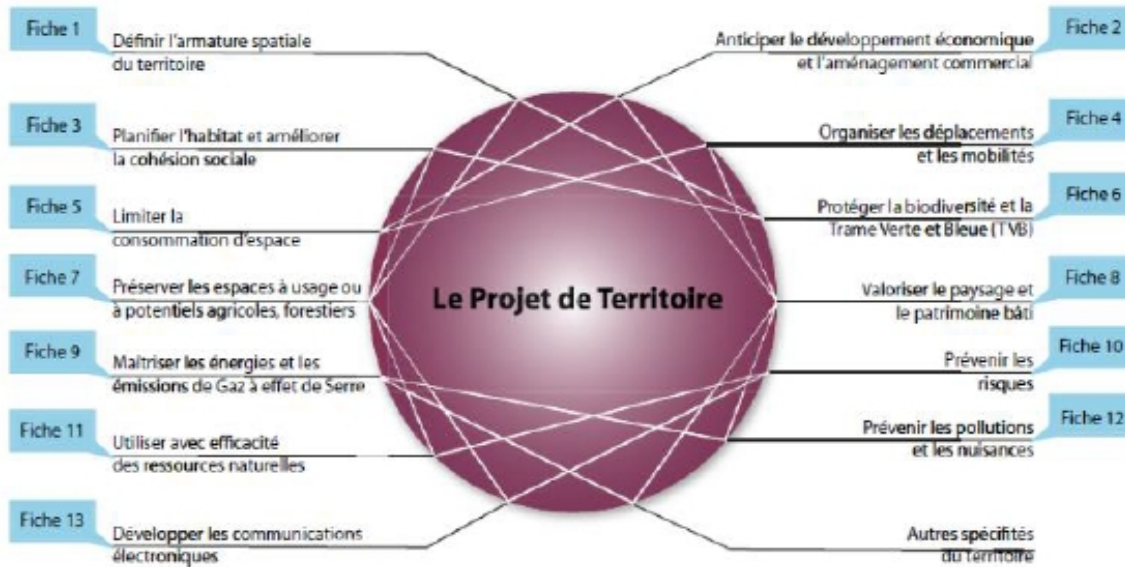 Fiche 1
Définir l'armature spatiale
du territoire
Fiche 2
Anticiper le développement économique
et l'aménagement commercial
Fiche 3
Planifier l'habitat et améliorer
la cohésion sociale
Fiche 4
Organiser les déplacements
et les mobilités
Fiche 5
Limiter la
consommation d'espace
Fiche 6
Protéger la biodiversité et la
Trame Verte et Bleue (TVB)
Fiche 7
Préserver les espaces à usage ou
à potentiels agricoles, forestiers
Le Projet de Territoire
Fiche 8
Valoriser le paysage et
le patrimoine bâti
Fiche 9
Maîtriser les énergies et les
émissions de Gaz à effet de Serre
Fiche 10
Prévenir les
risques
Fiche 11
Utiliser avec efficacité
des ressources naturelles
Fiche 12
Prévenir les pollutions
et les nuisances
Fiche 13
Développer les communications
électroniques
Autres spécifités
du territoire